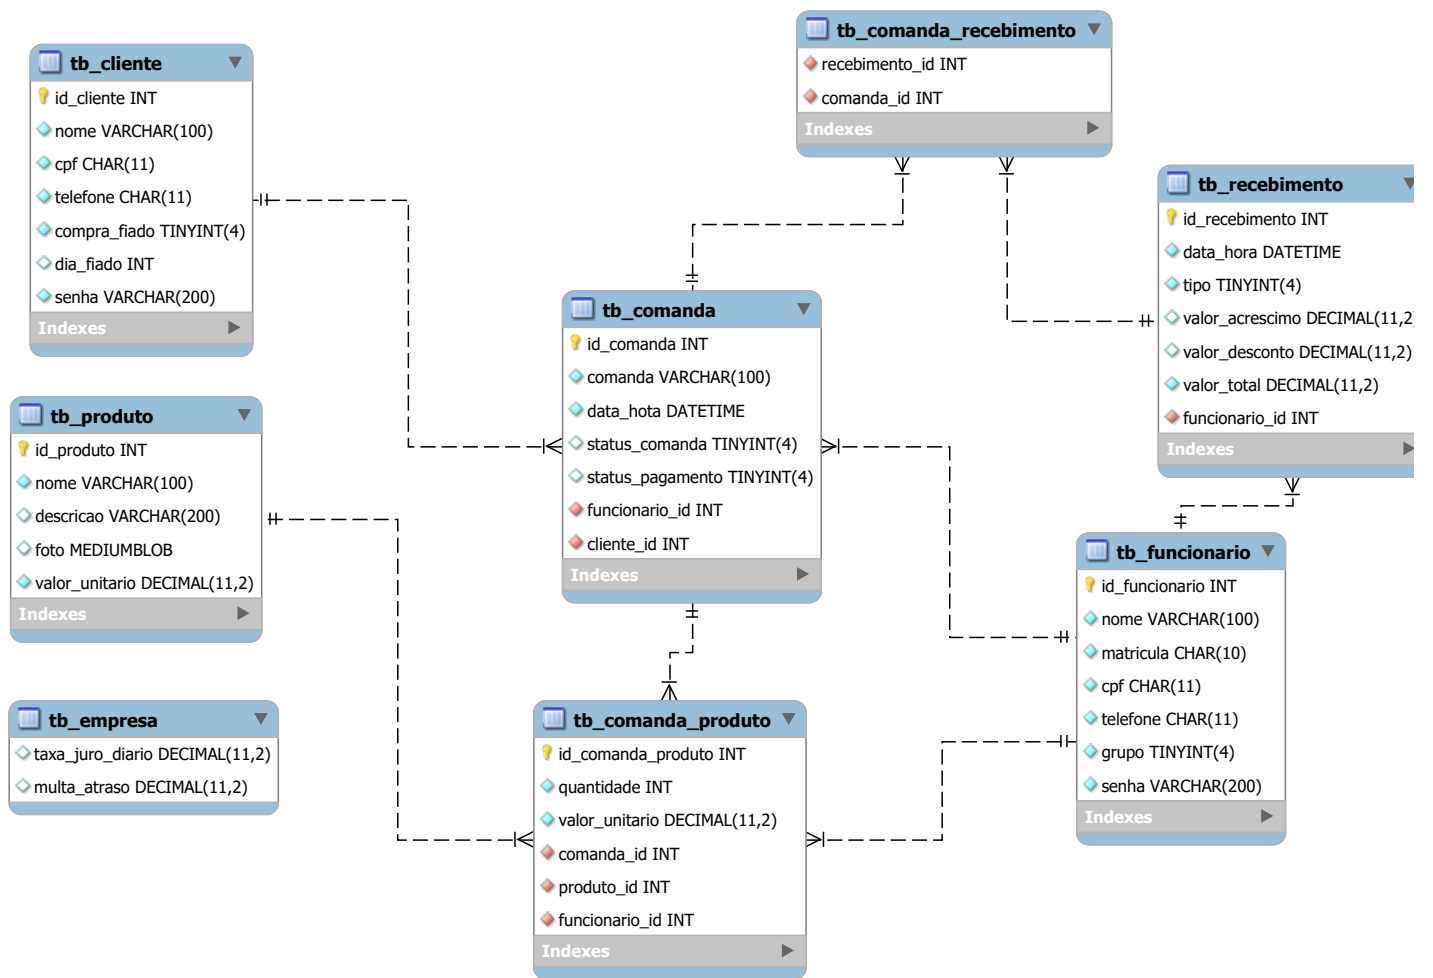 tb_cliente
id_cliente INT
nome VARCHAR(100)
cpf CHAR(11)
telefone CHAR(11)
compra_fiado TINYINT(4)
dia_fiado INT
senha VARCHAR(200)
Indexes
tb_produto
id_produto INT
nome VARCHAR(100)
descricao VARCHAR(200)
foto MEDIUMBLOB
valor_unitario DECIMAL(11,2)
Indexes
tb_empresa
taxa_juro_diario DECIMAL(11,2)
multa_atraso DECIMAL(11,2)
tb_comanda_recebimento
recebimento_id INT
comanda_id INT
Indexes
tb_comanda
id_comanda INT
comanda VARCHAR(100)
data_hota DATETIME
status_comanda TINYINT(4)
status_pagamento TINYINT(4)
funcionario_id INT
cliente_id INT
Indexes
tb_comanda_produto
id_comanda_produto INT
quantidade INT
valor_unitario DECIMAL(11,2)
comanda_id INT
produto_id INT
funcionario_id INT
Indexes
tb_recebimento
id_recebimento INT
data_hora DATETIME
tipo TINYINT(4)
valor_acrescimo DECIMAL(11,2)
valor_desconto DECIMAL(11,2)
valor_total DECIMAL(11,2)
funcionario_id INT
Indexes
tb_funcionario
id_funcionario INT
nome VARCHAR(100)
matricula CHAR(10)
cpf CHAR(11)
telefone CHAR(11)
grupo TINYINT(4)
senha VARCHAR(200)
Indexes